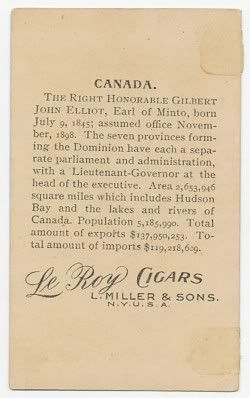 CANADA.
THE RIGHT HONORABLE GILBERT
JOHN ELLIOT, Earl of Minto, born
July 9, 1845; assumed office Novem-
ber, 1898. The seven provinces form-
ing the Dominion have each a sepa-
rate parliament and administration,
with a Lieutenant-Governor at the
head of the executive. Area 2,653,946
square miles which includes Hudson
Bay and the lakes and rivers of
Canada. Population 5,185,990. Total
amount of exports $137,950,253. To-
tal amount of imports $119,218,609.
Le Roy CIGARS
L. MILLER & SONS.
N.Y.U.S.A.